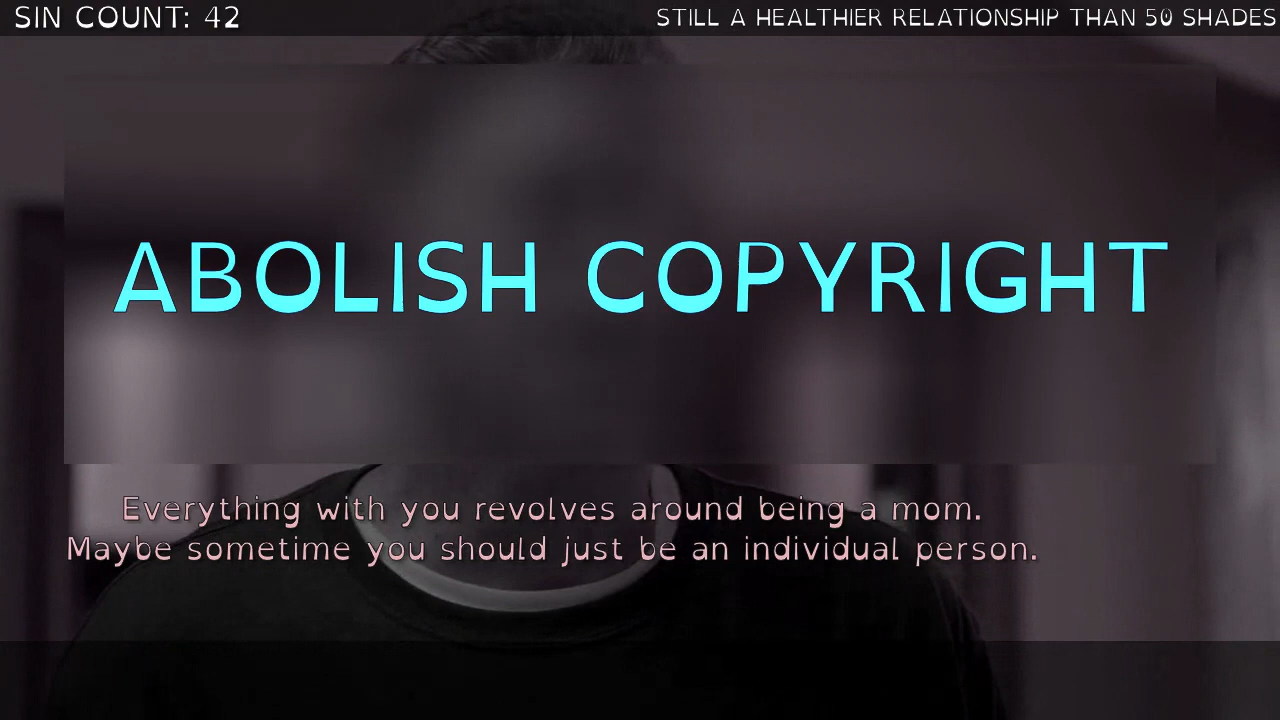 SIN COUNT: 42
STILL A HEALTHIER RELATIONSHIP THAN 50 SHADES
ABOLISH COPYRIGHT
Everything with you revolves around being a mom.
Maybe sometime you should just be an individual person.